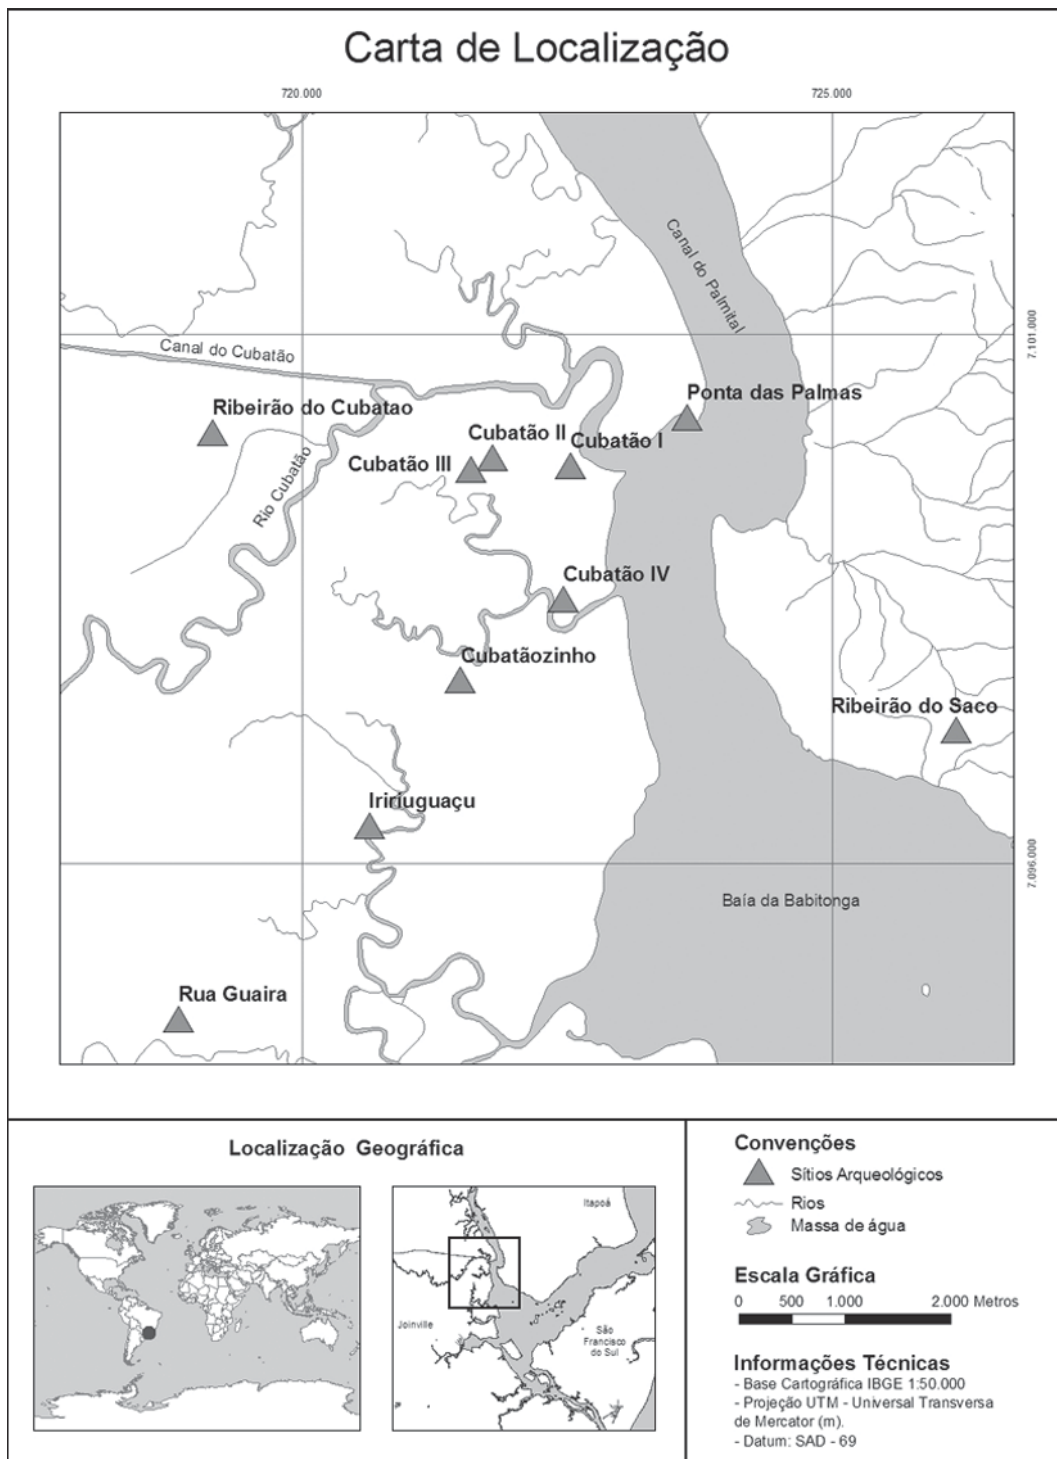 Carta de Localização
720.000
725.000
Canal do Palmital
7.101.000
Canal do Cubatão
Ponta das Palmas
Ribeirão do Cubatao
Cubatão II
Cubatão I
Cubatão III
Rio Cubatão
Cubatão IV
Cubatãozinho
Ribeirão do Saco
Iririuguaçu
7.096.000
Baía da Babitonga
Rua Guaira
Localização Geográfica
Itapoá
Joinville
São
Francisco
do Sul
Convenções
Sítios Arqueológicos
Rios
Massa de água
Escala Gráfica
0 500 1.000 2.000 Metros
Informações Técnicas
- Base Cartográfica IBGE 1:50.000
- Projeção UTM - Universal Transversa
de Mercator (m).
- Datum: SAD - 69